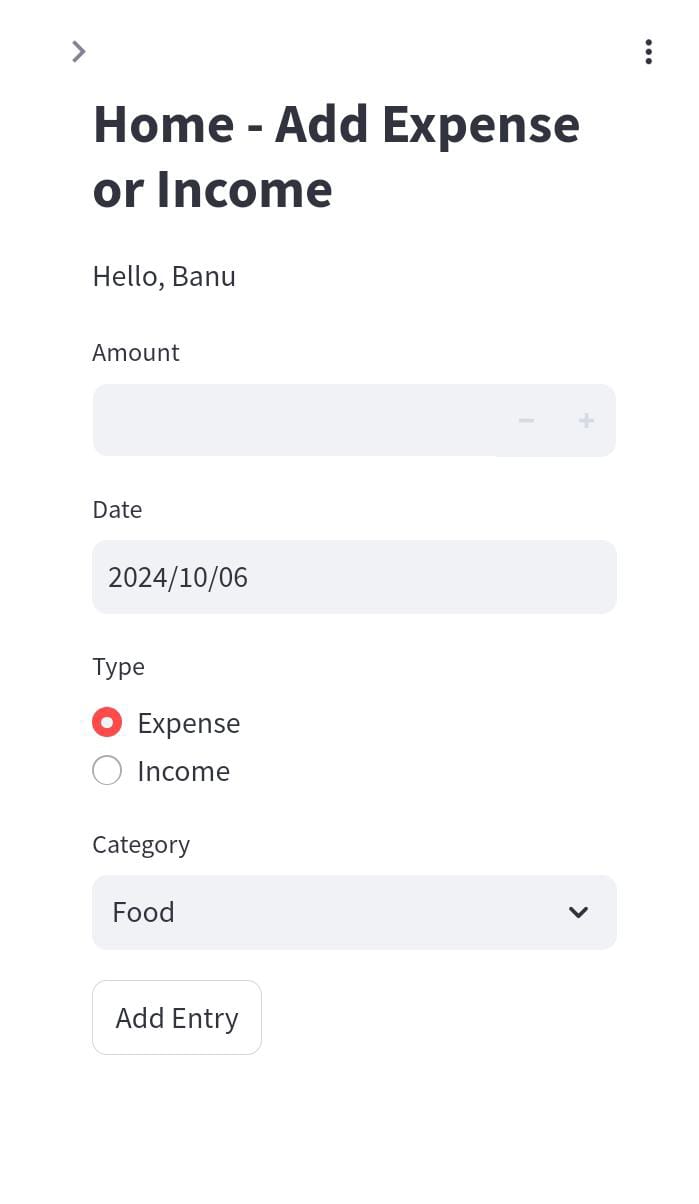 Home - Add Expense
or Income
Hello, Banu
Amount
Date
2024/10/06
Type
Expense
Income
Category
Food
Add Entry